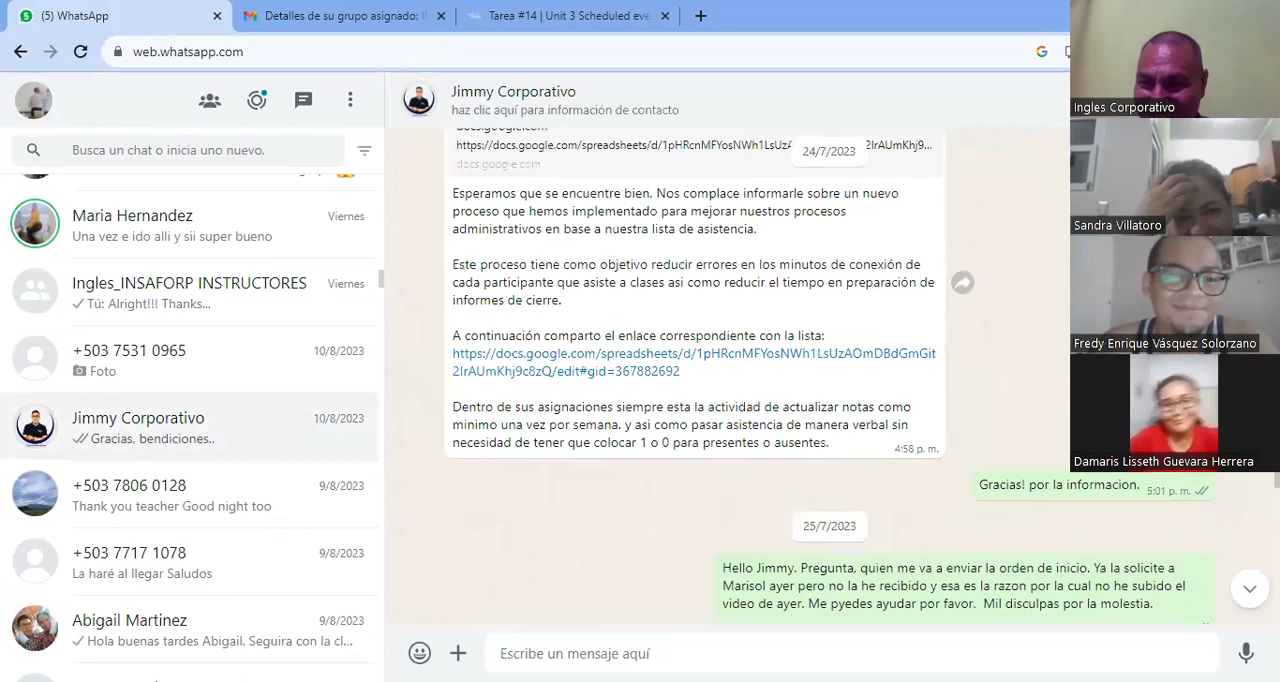 (5) WhatsApp
Detalles de su grupo asignado: I
Tarea #14 | Unit 3 Scheduled eve
web.whatsapp.com
Busca un chat o inicia uno nuevo.
Maria Hernandez
Viernes
Una vez e ido alli y sii super bueno
Ingles_INSAFORP INSTRUCTORES
Viernes
Tú: Alright!!! Thanks...
+503 7531 0965
10/8/2023
Foto
Jimmy Corporativo
10/8/2023
Gracias, bendiciones..
+503 7806 0128
9/8/2023
Thank you teacher Good night too
+503 7717 1078
9/8/2023
La haré al llegar Saludos
Abigail Martinez
9/8/2023
Hola buenas tardes Abigail. Seguira con la cl...
Jimmy Corporativo
haz clic aquí para información de contacto
docs.google.com
24/7/2023
https://docs.google.com/spreadsheets/d/1pHRcnMFYosNWh1LsUzA
2IrAUmKhj9...
docs.google.com
Esperamos que se encuentre bien. Nos complace informarle sobre un nuevo
proceso que hemos implementado para mejorar nuestros procesos
administrativos en base a nuestra lista de asistencia.
Este proceso tiene como objetivo reducir errores en los minutos de conexión de
cada participante que asiste a clases asi como reducir el tiempo en preparación de
informes de cierre.
A continuación comparto el enlace correspondiente con la lista:
https://docs.google.com/spreadsheets/d/1pHRcnMFYosNWh1LsUzAOmDBdGmGit
2IrAUmKhj9c8zQ/edit#gid=367882692
Dentro de sus asignaciones siempre esta la actividad de actualizar notas como
minimo una vez por semana, y asi como pasar asistencia de manera verbal sin
necesidad de tener que colocar 1 o 0 para presentes o ausentes.
4:58 p. m.
Gracias! por la informacion.
5:01 p. m.
25/7/2023
Hello Jimmy. Pregunta, quien me va a enviar la orden de inicio. Ya la solicite a
Marisol ayer pero no la he recibido y esa es la razon por la cual no he subido el
video de ayer. Me pyedes ayudar por favor. Mil disculpas por la molestia.
Escribe un mensaje aquí
Ingles Corporativo
Sandra Villatoro
Fredy Enrique Vásquez Solorzano
Damaris Lisseth Guevara Herrera